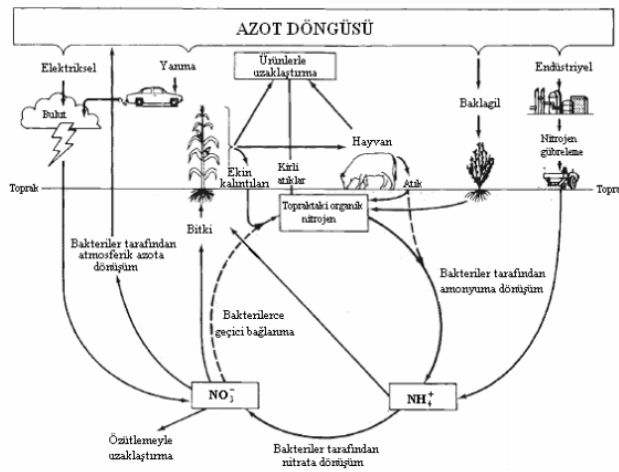 AZOT DÖNGÜSÜ
Elektriksel
Yanma
Ürünlerle
uzaklaştırma
Endüstriyel
Bulut
Baklagil
Hayvan
Nitrojen
gübreleme
Ekin
kalıntıları
Kirli
atıklar
Atık
Toprak
Topra
Topraktaki organik
nitrojen
Bitki
Bakteriler tarafından
atmosferik azota
dönüşüm
Bakteriler tarafından
amonyuma dönüşüm
Bakterilerce
geçici bağlanma
NO₃⁻
NH₄⁺
Özütlemeyle
uzaklaştırma
Bakteriler tarafından
nitrata dönüşüm